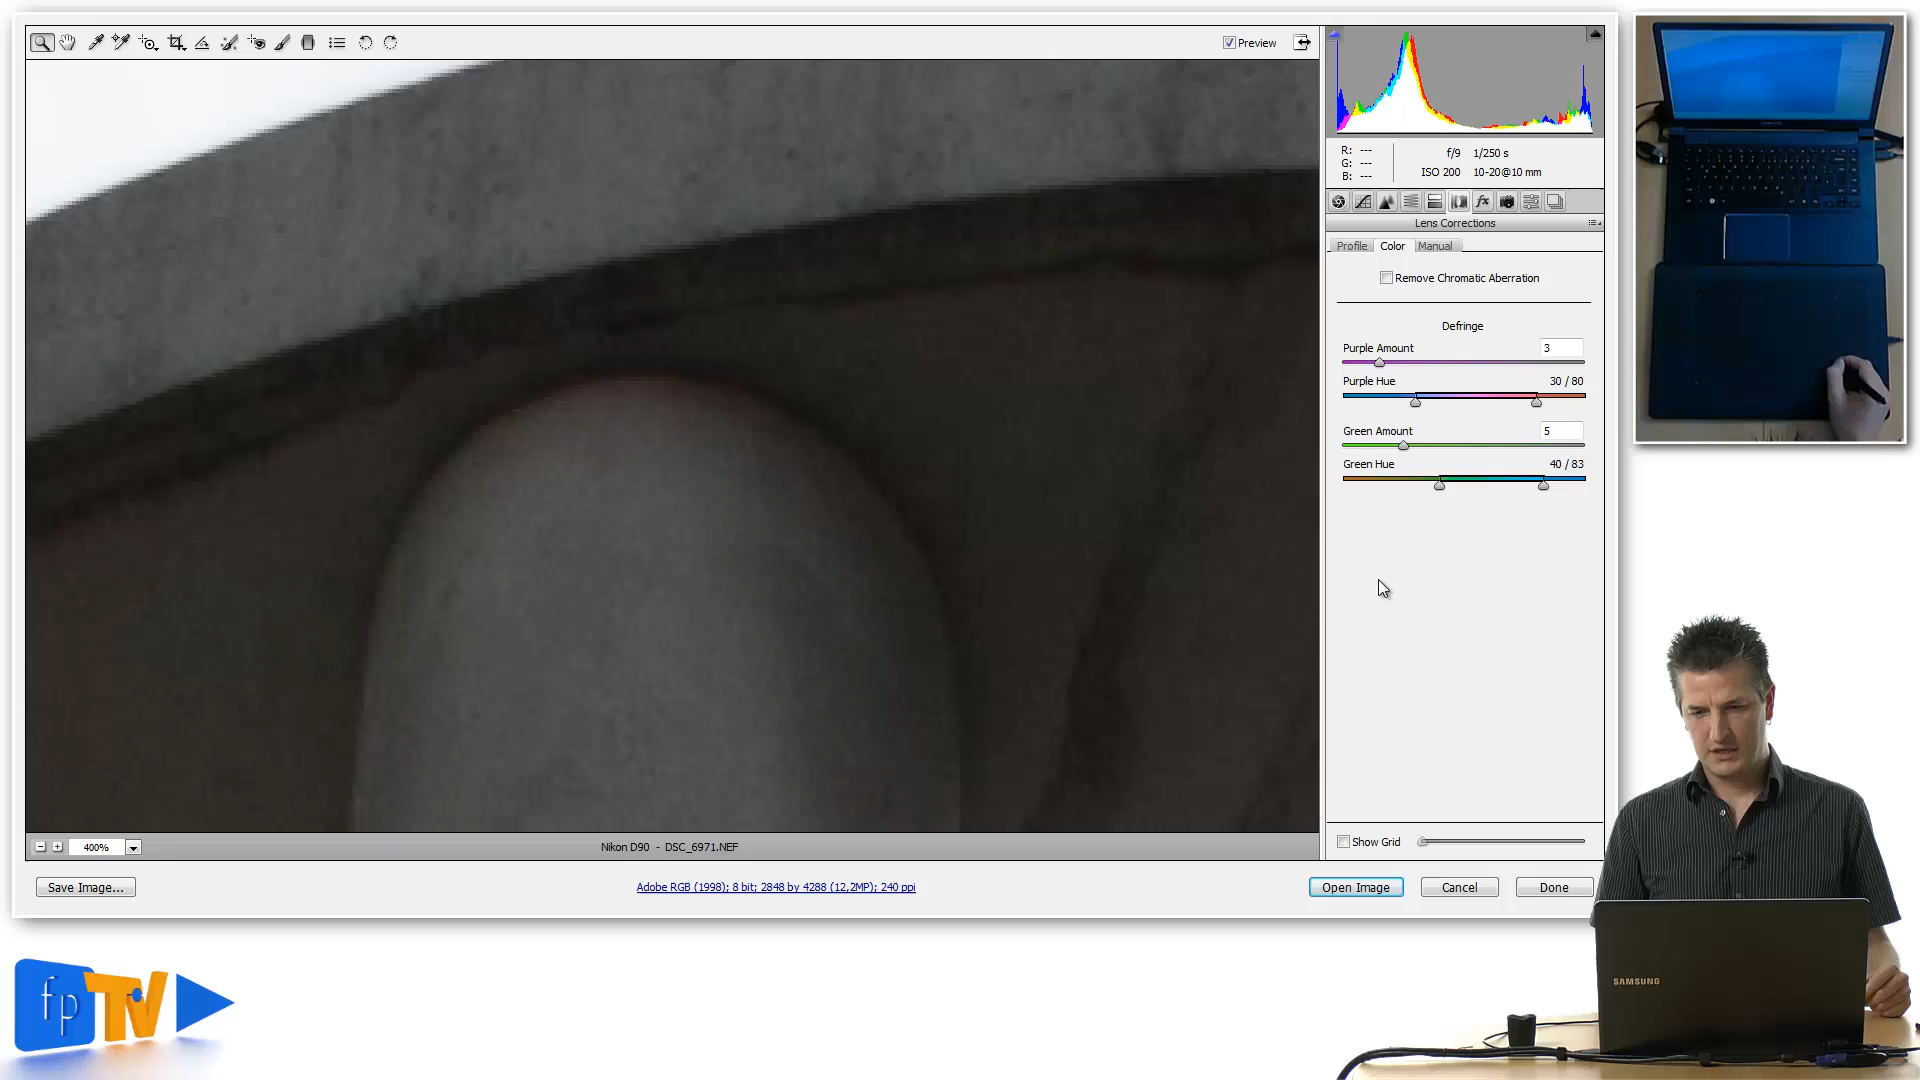 Preview
R: ---
G: ---
B: ---
f/9 1/250 s
ISO 200 10-20@10 mm
fx
Lens Corrections
Profile Color Manual
Remove Chromatic Aberration
Defringe
Purple Amount 3
Purple Hue 30 / 80
Green Amount 5
Green Hue 40 / 83
Show Grid
400%
Nikon D90 - DSC_6971.NEF
Save Image...
Adobe RGB (1998); 8 bit; 2848 by 4288 (12,2MP); 240 ppi
Open Image Cancel Done
SAMSUNG
fp TV